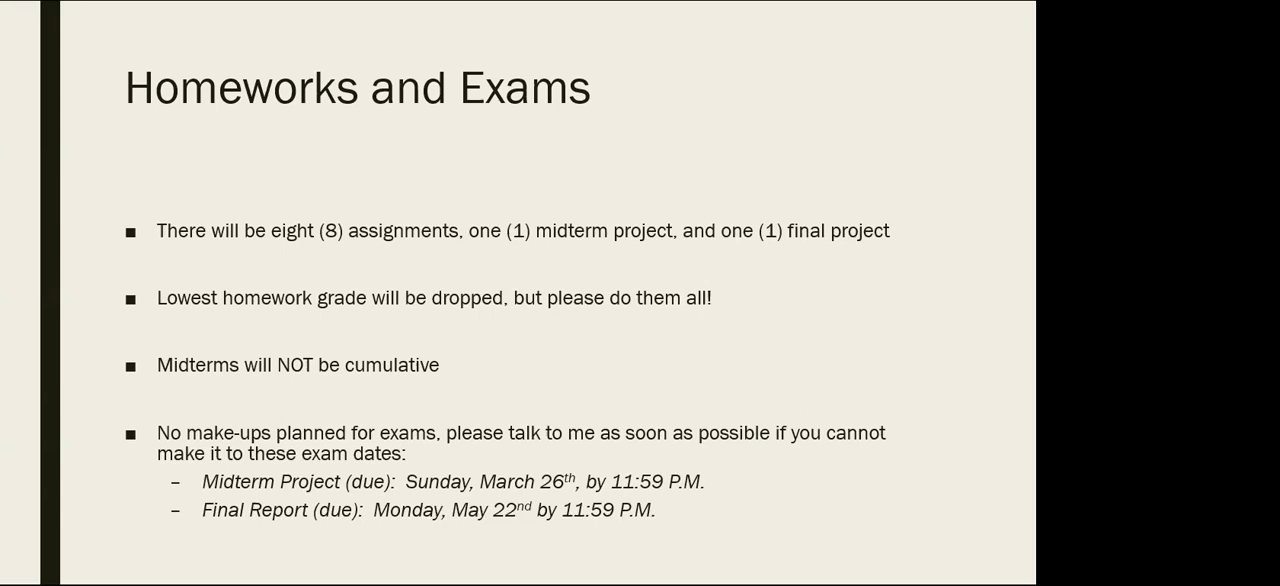 Homeworks and Exams
■ There will be eight (8) assignments, one (1) midterm project, and one (1) final project
■ Lowest homework grade will be dropped, but please do them all!
■ Midterms will NOT be cumulative
■ No make-ups planned for exams, please talk to me as soon as possible if you cannot
make it to these exam dates:
– Midterm Project (due): Sunday, March 26th, by 11:59 P.M.
– Final Report (due): Monday, May 22nd by 11:59 P.M.